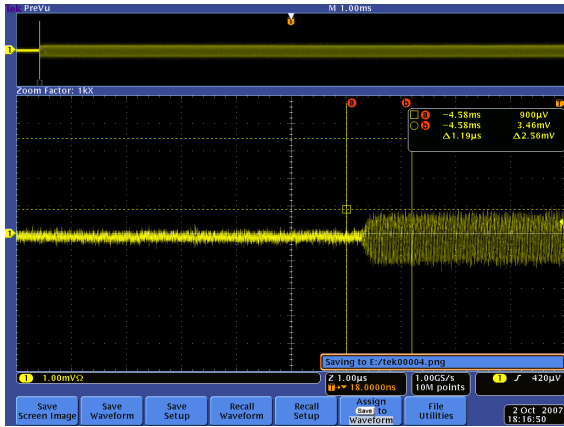 Tek PreVu M 1.00ms
T
1
Zoom Factor: 1kX
a b T
a −4.58ms 900µV
b −4.58ms 3.46mV
Δ1.19µs Δ2.56mV
1
Saving to E:/tek00004.png
1 1.00mVΩ Z 1.00µs 1.00GS/s 1 420µV
T 18.0000ns 10M points
Save Screen Image
Save Waveform
Save Setup
Recall Waveform
Recall Setup
Assign Save to Waveform
File Utilities
2 Oct 2007
18:16:50